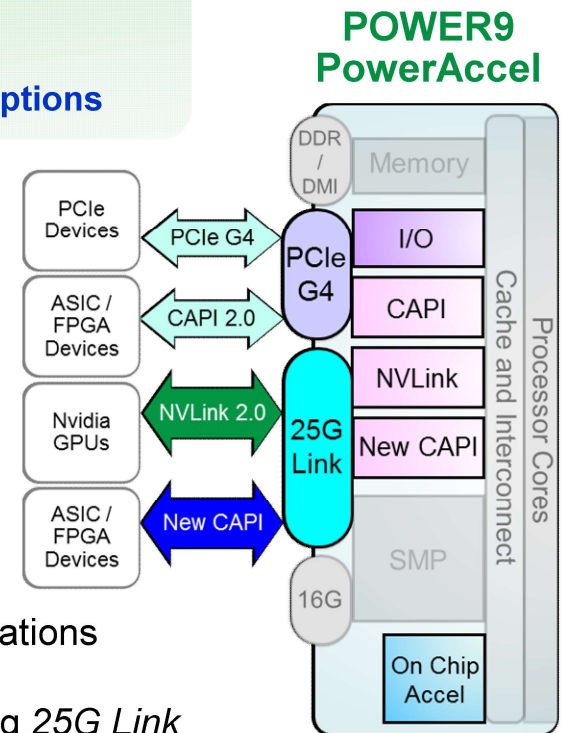 POWER9
PowerAccel
ptions
DDR
/
DMI
Memory
PCIe
Devices
PCIe G4
PCIe
G4
I/O
ASIC /
FPGA
Devices
CAPI 2.0
CAPI
Nvidia
GPUs
NVLink 2.0
25G
Link
NVLink
New CAPI
ASIC /
FPGA
Devices
New CAPI
SMP
16G
On Chip
Accel
Cache and Interconnect
Processor Cores
ations
g 25G Link